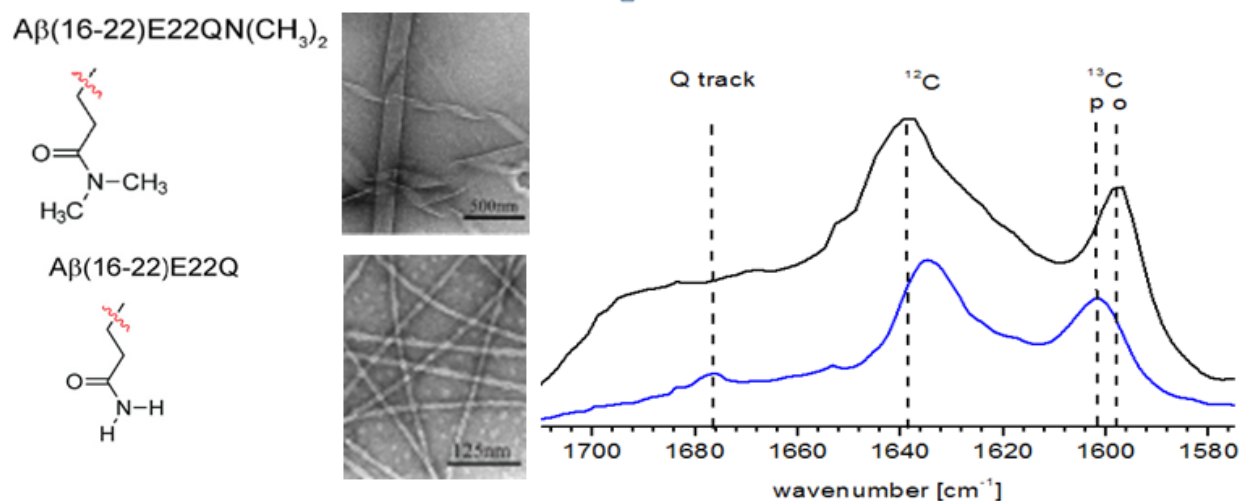 Aβ(16-22)E22QN(CH₃)₂
O
N
CH₃
H₃C
500nm
Aβ(16-22)E22Q
O
N
H
H
125nm
Q track
¹²C
¹³C
p o
1700 1680 1660 1640 1620 1600 1580
wavenumber [cm⁻¹]